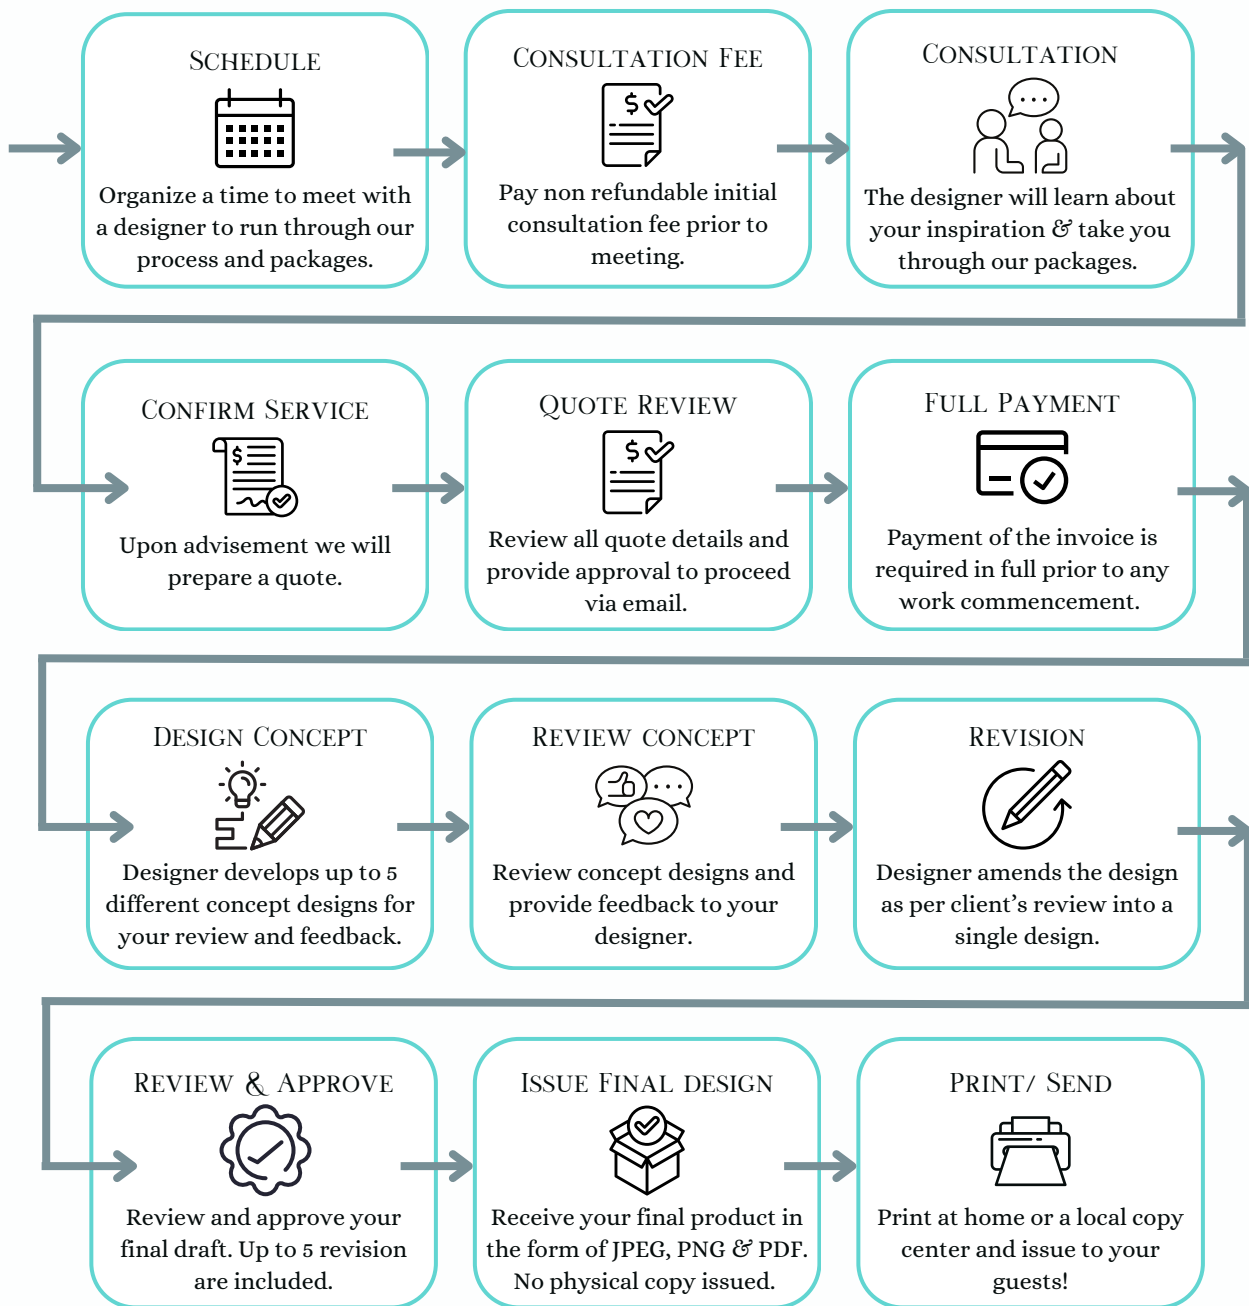 Schedule
Organize a time to meet with
a designer to run through our
process and packages.
Consultation Fee
$
Pay non refundable initial
consultation fee prior to
meeting.
Consultation
The designer will learn about
your inspiration & take you
through our packages.
Confirm Service
$
Upon advisement we will
prepare a quote.
Quote Review
$
Review all quote details and
provide approval to proceed
via email.
Full Payment
Payment of the invoice is
required in full prior to any
work commencement.
Design Concept
Designer develops up to 5
different concept designs for
your review and feedback.
Review concept
Review concept designs and
provide feedback to your
designer.
Revision
Designer amends the design
as per client's review into a
single design.
Review & Approve
Review and approve your
final draft. Up to 5 revision
are included.
Issue Final design
Receive your final product in
the form of JPEG, PNG & PDF.
No physical copy issued.
Print/ Send
Print at home or a local copy
center and issue to your
guests!